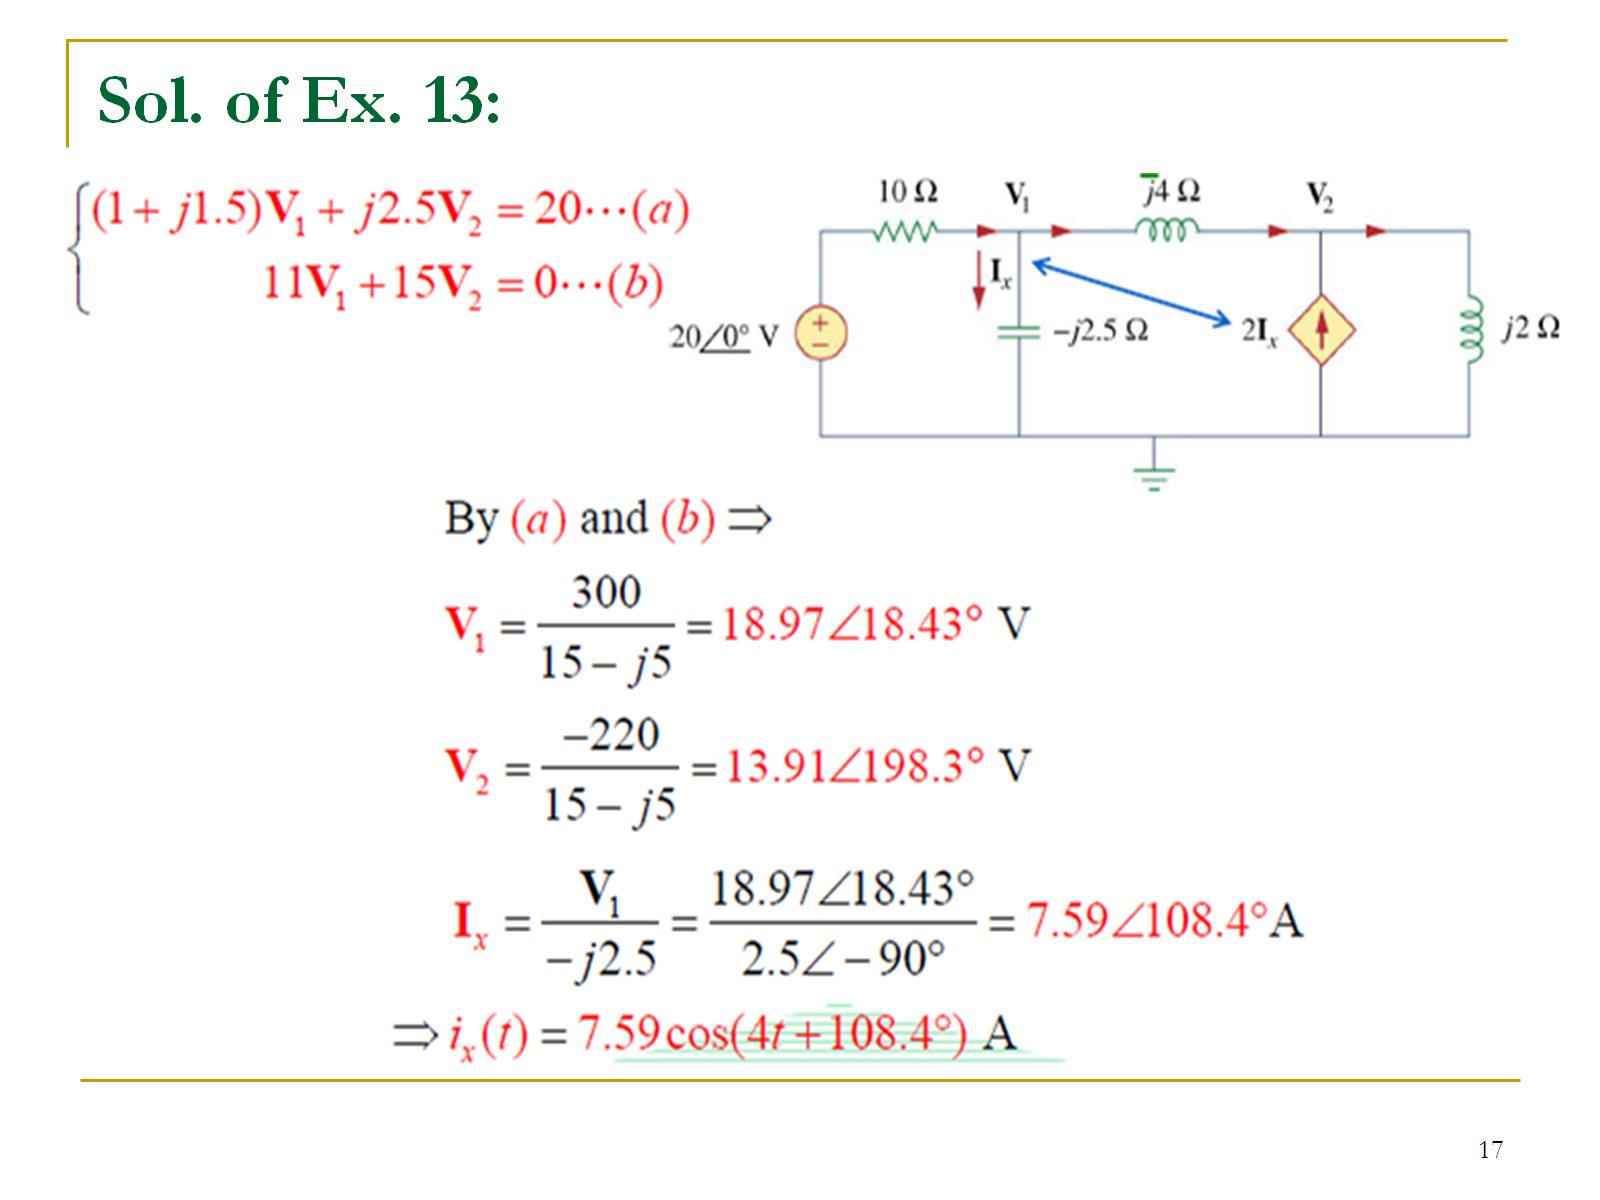 Sol. of Ex. 13:
(1 + j1.5)V₁ + j2.5V₂ = 20⋯(a)
11V₁ + 15V₂ = 0⋯(b)
10 Ω V₁ j4 Ω V₂
Iₓ
20∠0° V + − −j2.5 Ω 2Iₓ j2 Ω
By (a) and (b) ⇒
V₁ = 300 / (15 − j5) = 18.97∠18.43° V
V₂ = −220 / (15 − j5) = 13.91∠198.3° V
Iₓ = V₁ / −j2.5 = 18.97∠18.43° / 2.5∠−90° = 7.59∠108.4° A
⇒ iₓ(t) = 7.59 cos(4t + 108.4°) A
17